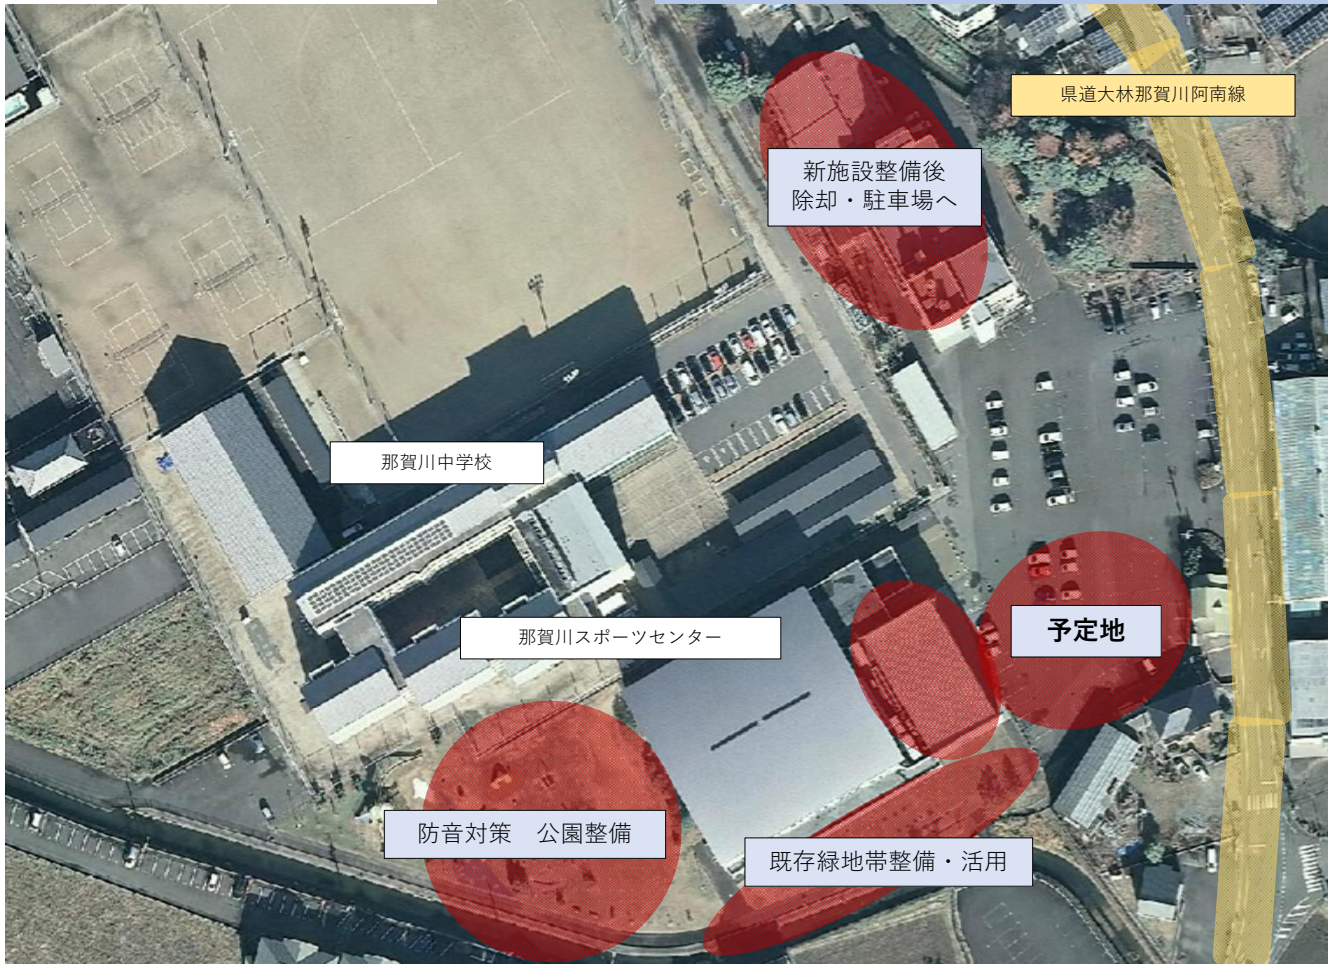 県道大林那賀川阿南線
新施設整備後
除却・駐車場へ
那賀川中学校
那賀川スポーツセンター
予定地
防音対策　公園整備
既存緑地帯整備・活用